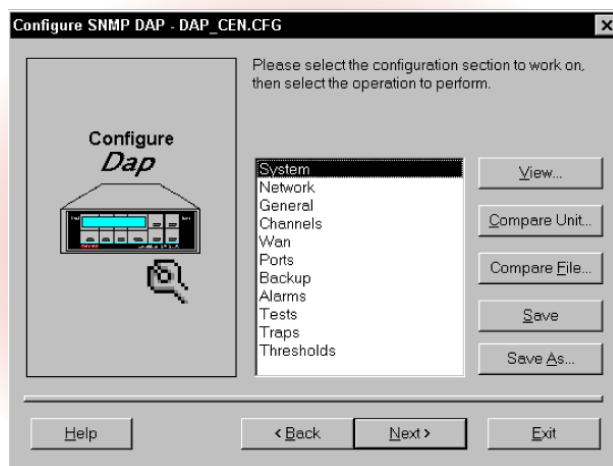 Configure SNMP DAP - DAP_CEN.CFG
Please select the configuration section to work on,
then select the operation to perform.
Configure
Dap
System
Network
General
Channels
Wan
Ports
Backup
Alarms
Tests
Traps
Thresholds
View...
Compare Unit...
Compare File...
Save
Save As...
Help
< Back
Next >
Exit